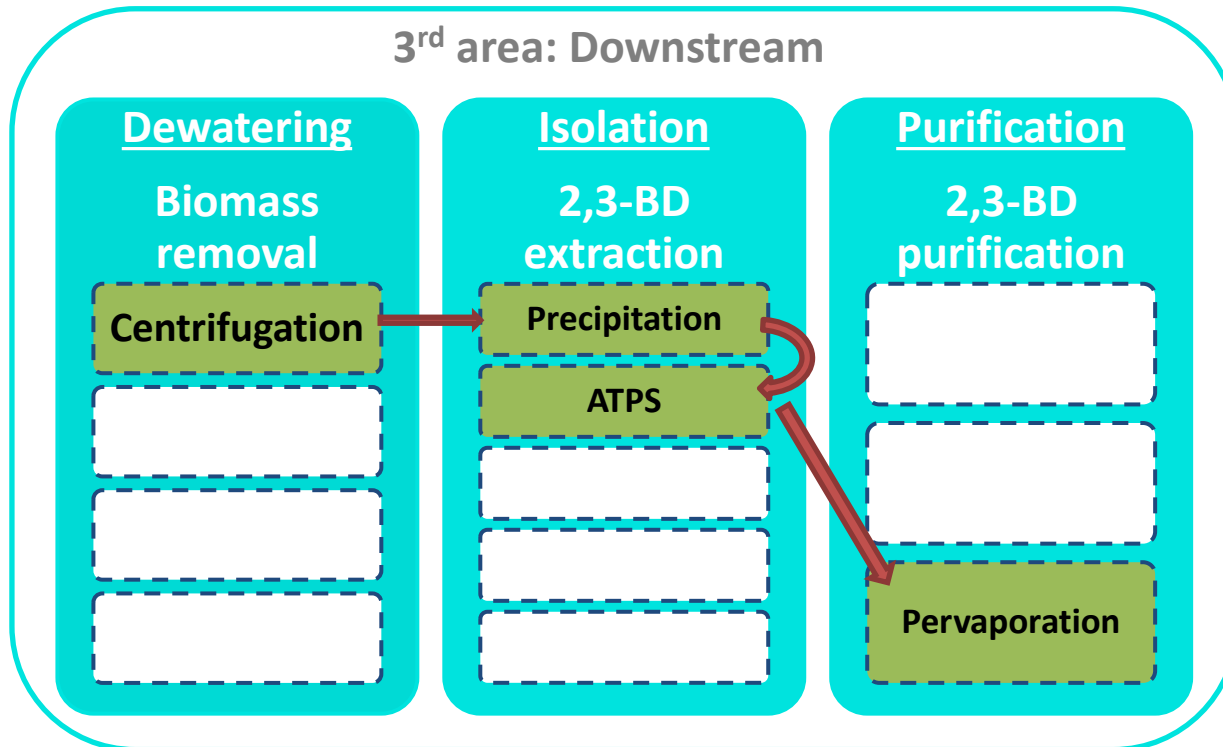 3rd area: Downstream
Dewatering
Biomass
removal
Centrifugation
Isolation
2,3-BD
extraction
Precipitation
ATPS
Purification
2,3-BD
purification
Pervaporation